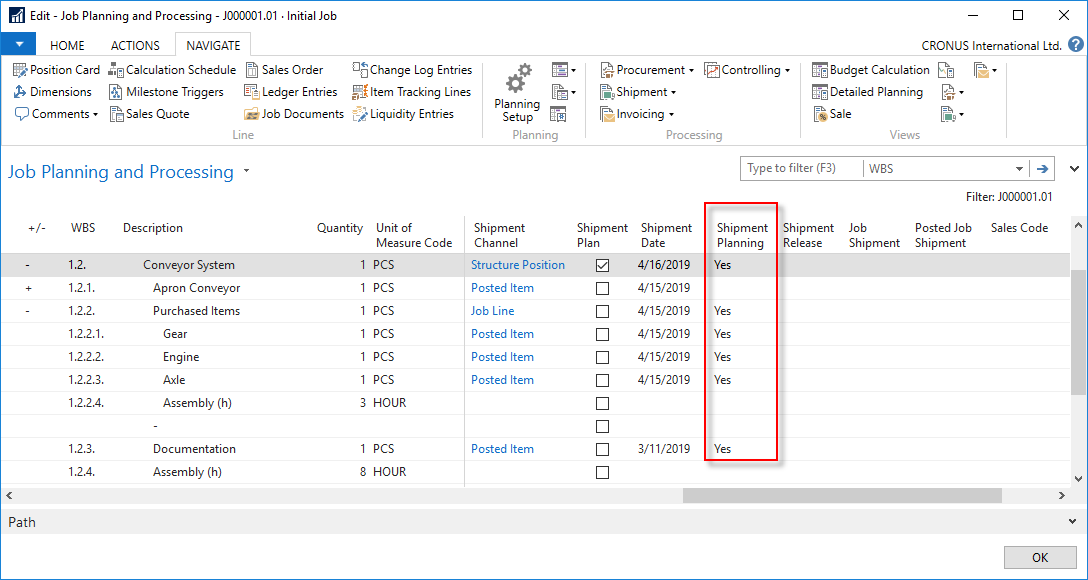 Edit - Job Planning and Processing - J000001.01 · Initial Job
HOME ACTIONS NAVIGATE CRONUS International Ltd. ?
Position Card Calculation Schedule Sales Order Change Log Entries Procurement Controlling Budget Calculation
Dimensions Milestone Triggers Ledger Entries Item Tracking Lines Shipment Detailed Planning
Comments Sales Quote Job Documents Liquidity Entries Planning Setup Invoicing Sale
Line Planning Processing Views
Job Planning and Processing Type to filter (F3) WBS
Filter: J000001.01
+/- WBS Description Quantity Unit of Measure Code Shipment Channel Shipment Plan Shipment Date Shipment Planning Shipment Release Job Shipment Posted Job Shipment Sales Code
- 1.2. Conveyor System 1 PCS Structure Position 4/16/2019 Yes
+ 1.2.1. Apron Conveyor 1 PCS Posted Item 4/15/2019
- 1.2.2. Purchased Items 1 PCS Job Line 4/15/2019 Yes
1.2.2.1. Gear 1 PCS Posted Item 4/15/2019 Yes
1.2.2.2. Engine 1 PCS Posted Item 4/15/2019 Yes
1.2.2.3. Axle 1 PCS Posted Item 4/15/2019 Yes
1.2.2.4. Assembly (h) 3 HOUR
-
1.2.3. Documentation 1 PCS Posted Item 3/11/2019 Yes
1.2.4. Assembly (h) 8 HOUR
Path
OK